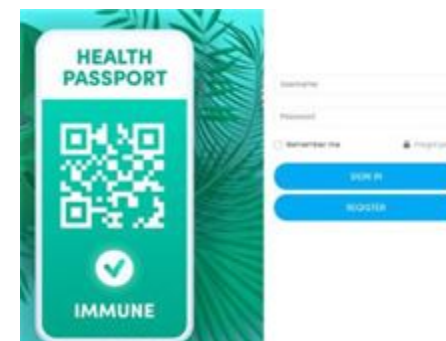 HEALTH
PASSPORT
IMMUNE
Username
Password
Remember me
SIGN IN
REGISTER